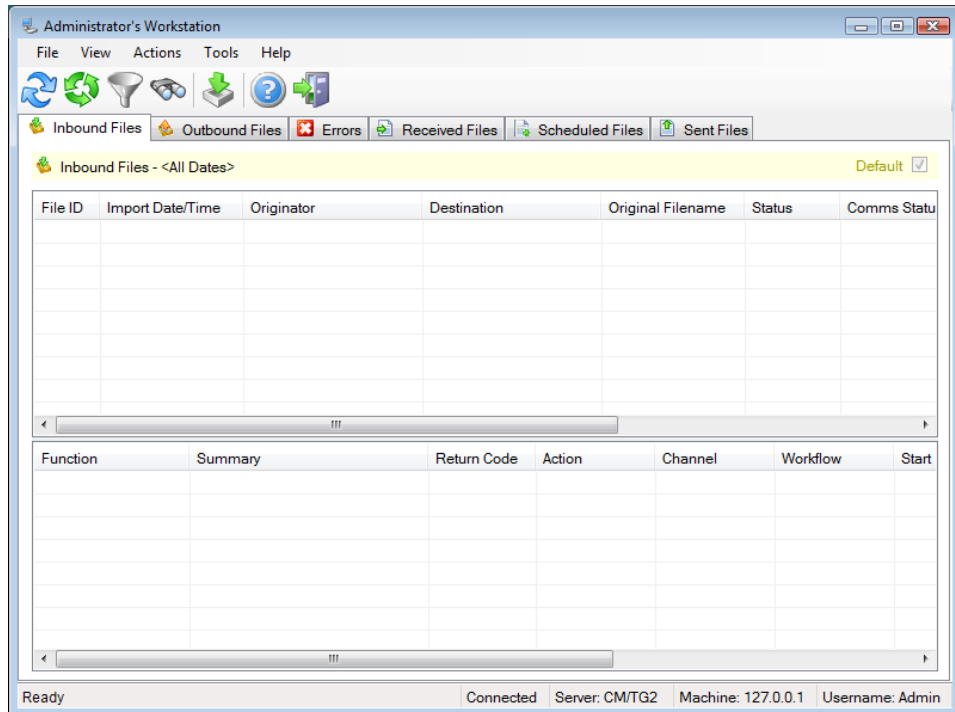 Administrator's Workstation
File View Actions Tools Help
Inbound Files Outbound Files Errors Received Files Scheduled Files Sent Files
Inbound Files - <All Dates> Default
File ID Import Date/Time Originator Destination Original Filename Status Comms Statu
Function Summary Return Code Action Channel Workflow Start
Ready Connected Server: CM/TG2 Machine: 127.0.0.1 Username: Admin